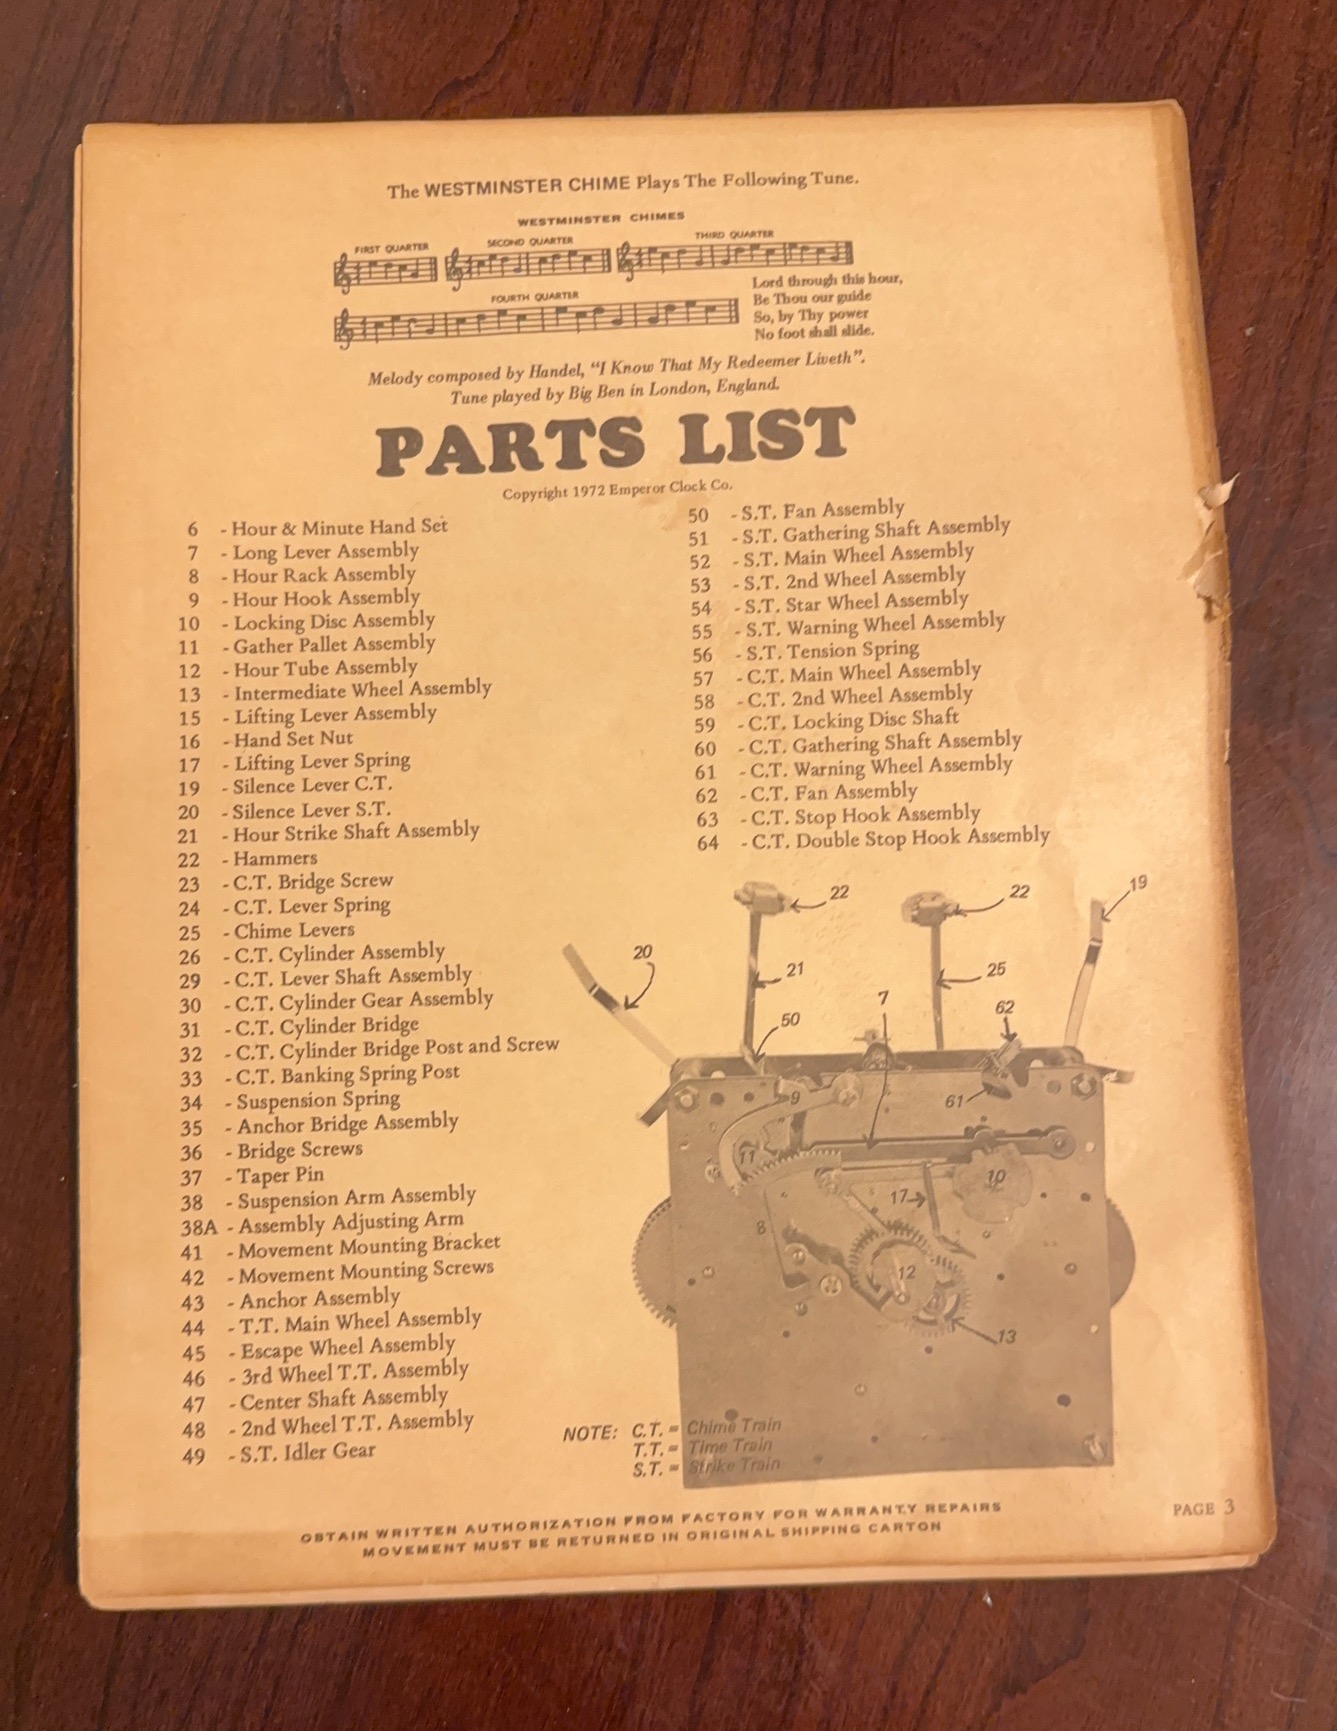 The WESTMINSTER CHIME Plays The Following Tune.
WESTMINSTER CHIMES
FIRST QUARTER
SECOND QUARTER
THIRD QUARTER
FOURTH QUARTER
Lord through this hour,
Be Thou our guide
So, by Thy power
No foot shall slide.
Melody composed by Handel, "I Know That My Redeemer Liveth".
Tune played by Big Ben in London, England.
PARTS LIST
Copyright 1972 Emperor Clock Co.
6 - Hour & Minute Hand Set
7 - Long Lever Assembly
8 - Hour Rack Assembly
9 - Hour Hook Assembly
10 - Locking Disc Assembly
11 - Gather Pallet Assembly
12 - Hour Tube Assembly
13 - Intermediate Wheel Assembly
15 - Lifting Lever Assembly
16 - Hand Set Nut
17 - Lifting Lever Spring
19 - Silence Lever C.T.
20 - Silence Lever S.T.
21 - Hour Strike Shaft Assembly
22 - Hammers
23 - C.T. Bridge Screw
24 - C.T. Lever Spring
25 - Chime Levers
26 - C.T. Cylinder Assembly
29 - C.T. Lever Shaft Assembly
30 - C.T. Cylinder Gear Assembly
31 - C.T. Cylinder Bridge
32 - C.T. Cylinder Bridge Post and Screw
33 - C.T. Banking Spring Post
34 - Suspension Spring
35 - Anchor Bridge Assembly
36 - Bridge Screws
37 - Taper Pin
38 - Suspension Arm Assembly
38A - Assembly Adjusting Arm
41 - Movement Mounting Bracket
42 - Movement Mounting Screws
43 - Anchor Assembly
44 - T.T. Main Wheel Assembly
45 - Escape Wheel Assembly
46 - 3rd Wheel T.T. Assembly
47 - Center Shaft Assembly
48 - 2nd Wheel T.T. Assembly
49 - S.T. Idler Gear
50 - S.T. Fan Assembly
51 - S.T. Gathering Shaft Assembly
52 - S.T. Main Wheel Assembly
53 - S.T. 2nd Wheel Assembly
54 - S.T. Star Wheel Assembly
55 - S.T. Warning Wheel Assembly
56 - S.T. Tension Spring
57 - C.T. Main Wheel Assembly
58 - C.T. 2nd Wheel Assembly
59 - C.T. Locking Disc Shaft
60 - C.T. Gathering Shaft Assembly
61 - C.T. Warning Wheel Assembly
62 - C.T. Fan Assembly
63 - C.T. Stop Hook Assembly
64 - C.T. Double Stop Hook Assembly
22
22
19
20
21
25
7
50
62
9
61
11
10
17
8
12
13
NOTE: C.T. = Chime Train
T.T. = Time Train
S.T. = Strike Train
OBTAIN WRITTEN AUTHORIZATION FROM FACTORY FOR WARRANTY REPAIRS
MOVEMENT MUST BE RETURNED IN ORIGINAL SHIPPING CARTON
PAGE 3